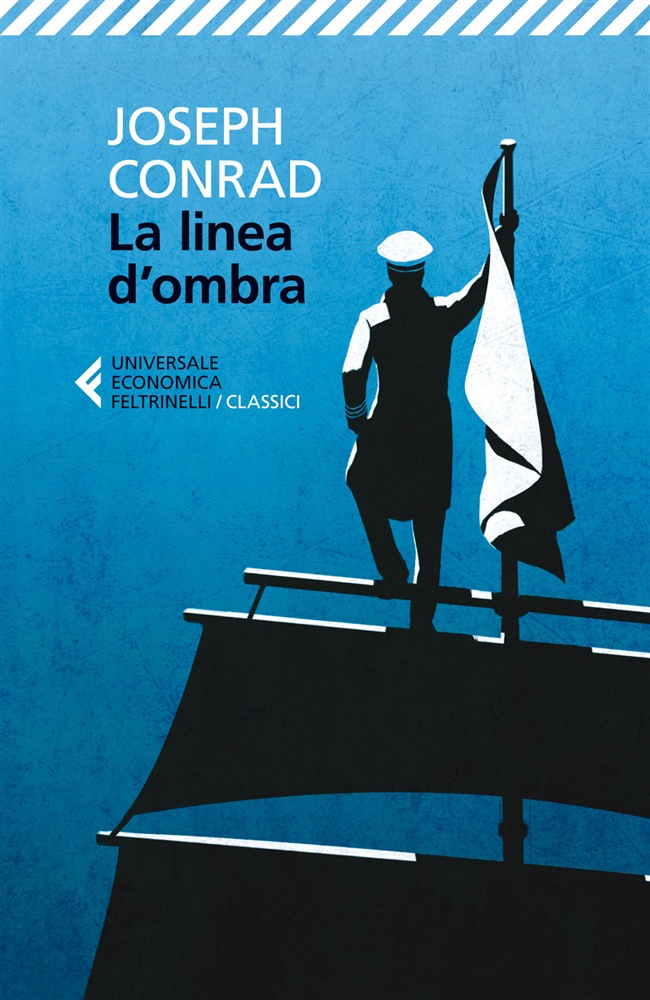 JOSEPH
CONRAD
La linea
d’ombra
UNIVERSALE
ECONOMICA
FELTRINELLI / CLASSICI